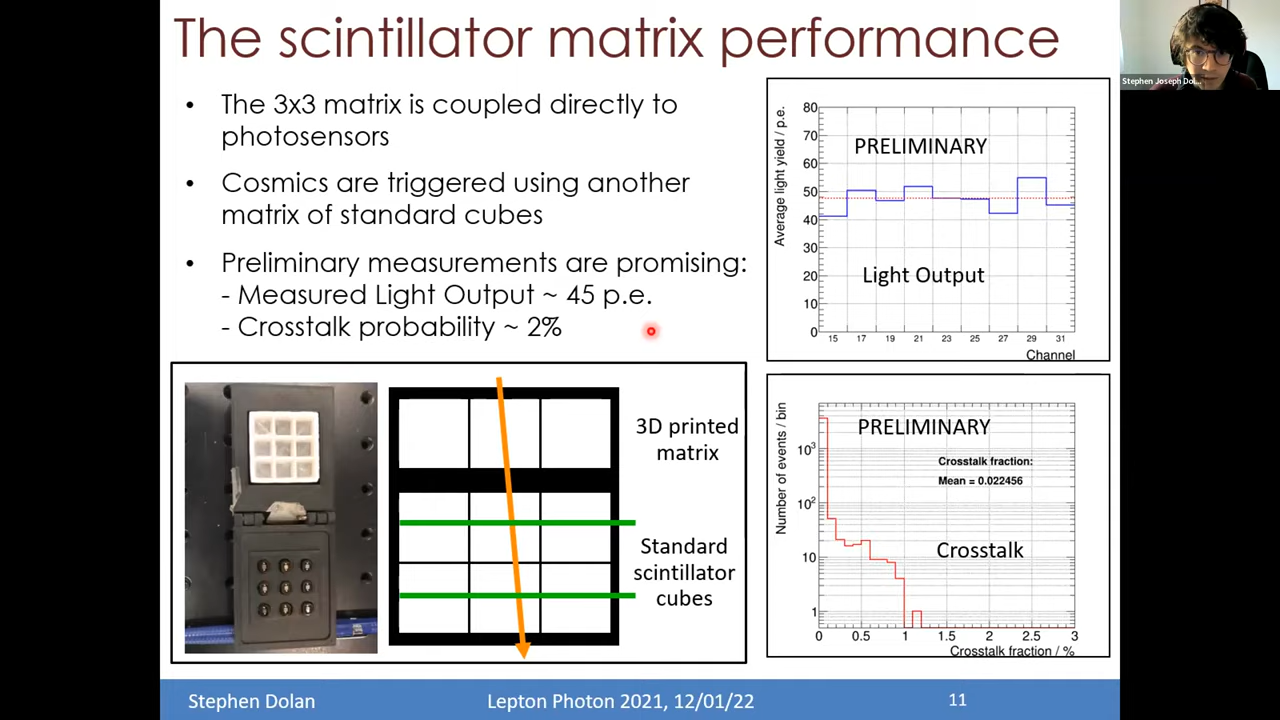 The scintillator matrix performance
• The 3x3 matrix is coupled directly to
photosensors
• Cosmics are triggered using another
matrix of standard cubes
• Preliminary measurements are promising:
- Measured Light Output ~ 45 p.e.
- Crosstalk probability ~ 2%
3D printed
matrix
Standard
scintillator
cubes
Average light yield / p.e.
80
70
60
50
40
30
20
10
0
PRELIMINARY
Light Output
15 17 19 21 23 25 27 29 31
Channel
Number of events / bin
10³
10²
10
1
PRELIMINARY
Crosstalk fraction:
Mean = 0.022456
Crosstalk
0 0.5 1 1.5 2 2.5 3
Crosstalk fraction / %
Stephen Dolan
Lepton Photon 2021, 12/01/22
11
Stephen Joseph